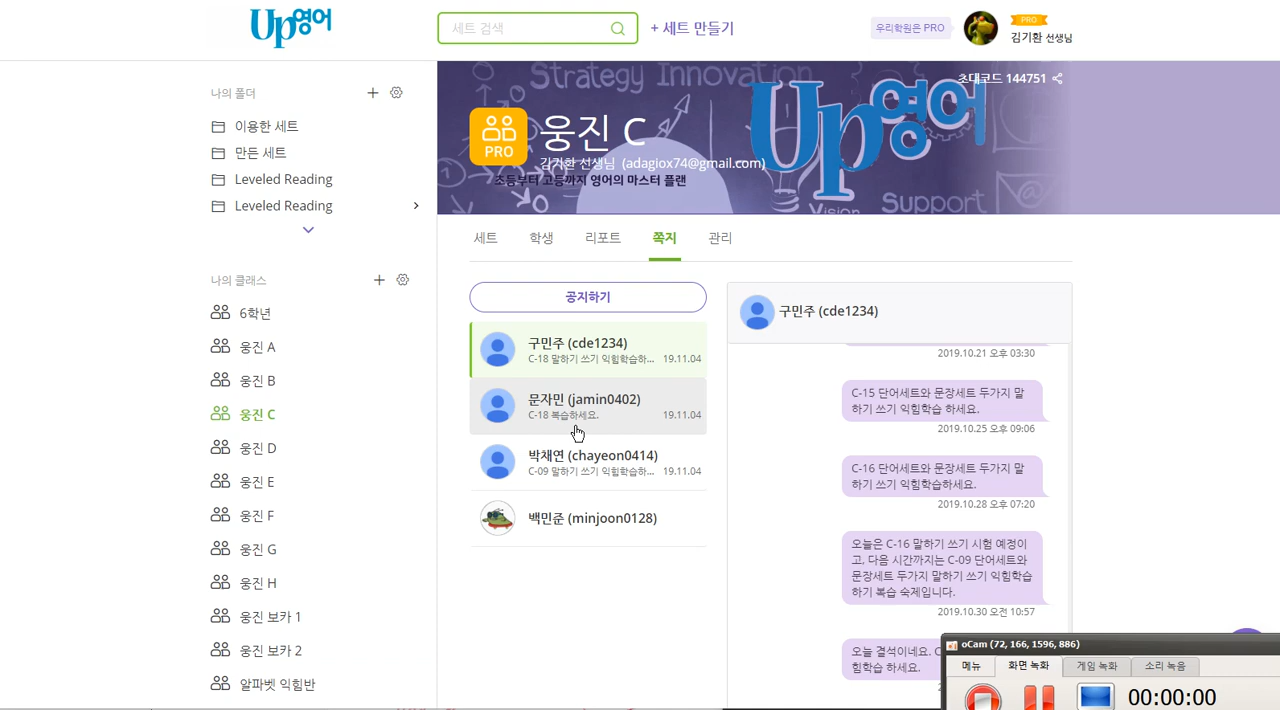 Up영어
세트 검색
+ 세트 만들기
우리학원은 PRO
PRO
김기환 선생님
나의 폴더
이용한 세트
만든 세트
Leveled Reading
Leveled Reading
나의 클래스
6학년
웅진 A
웅진 B
웅진 C
웅진 D
웅진 E
웅진 F
웅진 G
웅진 H
웅진 보카 1
웅진 보카 2
알파벳 익힘반
Strategy Innovation
초대코드 144751
PRO
웅진 C
김기환 선생님 (adagiox74@gmail.com)
초등부터 고등까지 영어의 마스터 플랜
Up영어
Vision
Support
세트
학생
리포트
쪽지
관리
공지하기
구민주 (cde1234)
C-18 말하기 쓰기 익힘학습하... 19.11.04
문자민 (jamin0402)
C-18 복습하세요. 19.11.04
박채연 (chayeon0414)
C-09 말하기 쓰기 익힘학습하... 19.11.04
백민준 (minjoon0128)
구민주 (cde1234)
2019.10.21 오후 03:30
C-15 단어세트와 문장세트 두가지 말
하기 쓰기 익힘학습 하세요.
2019.10.25 오후 09:06
C-16 단어세트와 문장세트 두가지 말
하기 쓰기 익힘학습하세요.
2019.10.28 오후 07:20
오늘은 C-16 말하기 쓰기 시험 예정이
고, 다음 시간까지는 C-09 단어세트와
문장세트 두가지 말하기 쓰기 익힘학습
하기 복습 숙제입니다.
2019.10.30 오전 10:57
오늘 결석이네요. C
힘학습 하세요.
oCam (72, 166, 1596, 886)
메뉴
화면 녹화
게임 녹화
소리 녹음
00:00:00